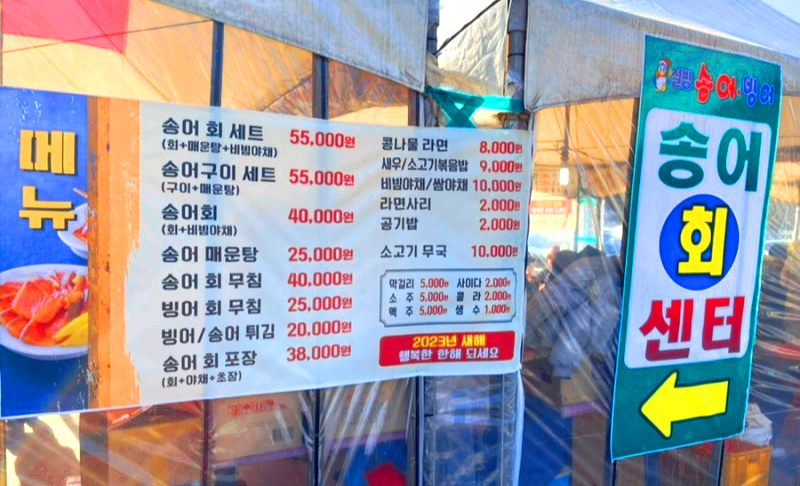 메뉴
송어 회 세트 55,000원
(회+매운탕+비빔야채)
송어구이 세트 55,000원
(구이+매운탕)
송어회 40,000원
(회+비빔야채)
송어 매운탕 25,000원
송어 회 무침 40,000원
빙어 회 무침 25,000원
빙어/송어 튀김 20,000원
송어 회 포장 38,000원
(회+야채+초장)
콩나물 라면 8,000원
새우/소고기볶음밥 9,000원
비빔야채/쌈야채 10,000원
라면사리 2,000원
공기밥 2,000원
소고기 무국 10,000원
막걸리 5,000원 사이다 2,000원
소주 5,000원 콜라 2,000원
맥주 5,000원 생수 1,000원
2023년 새해
행복한 한해 되세요
송어·빙어
송어
회
센터